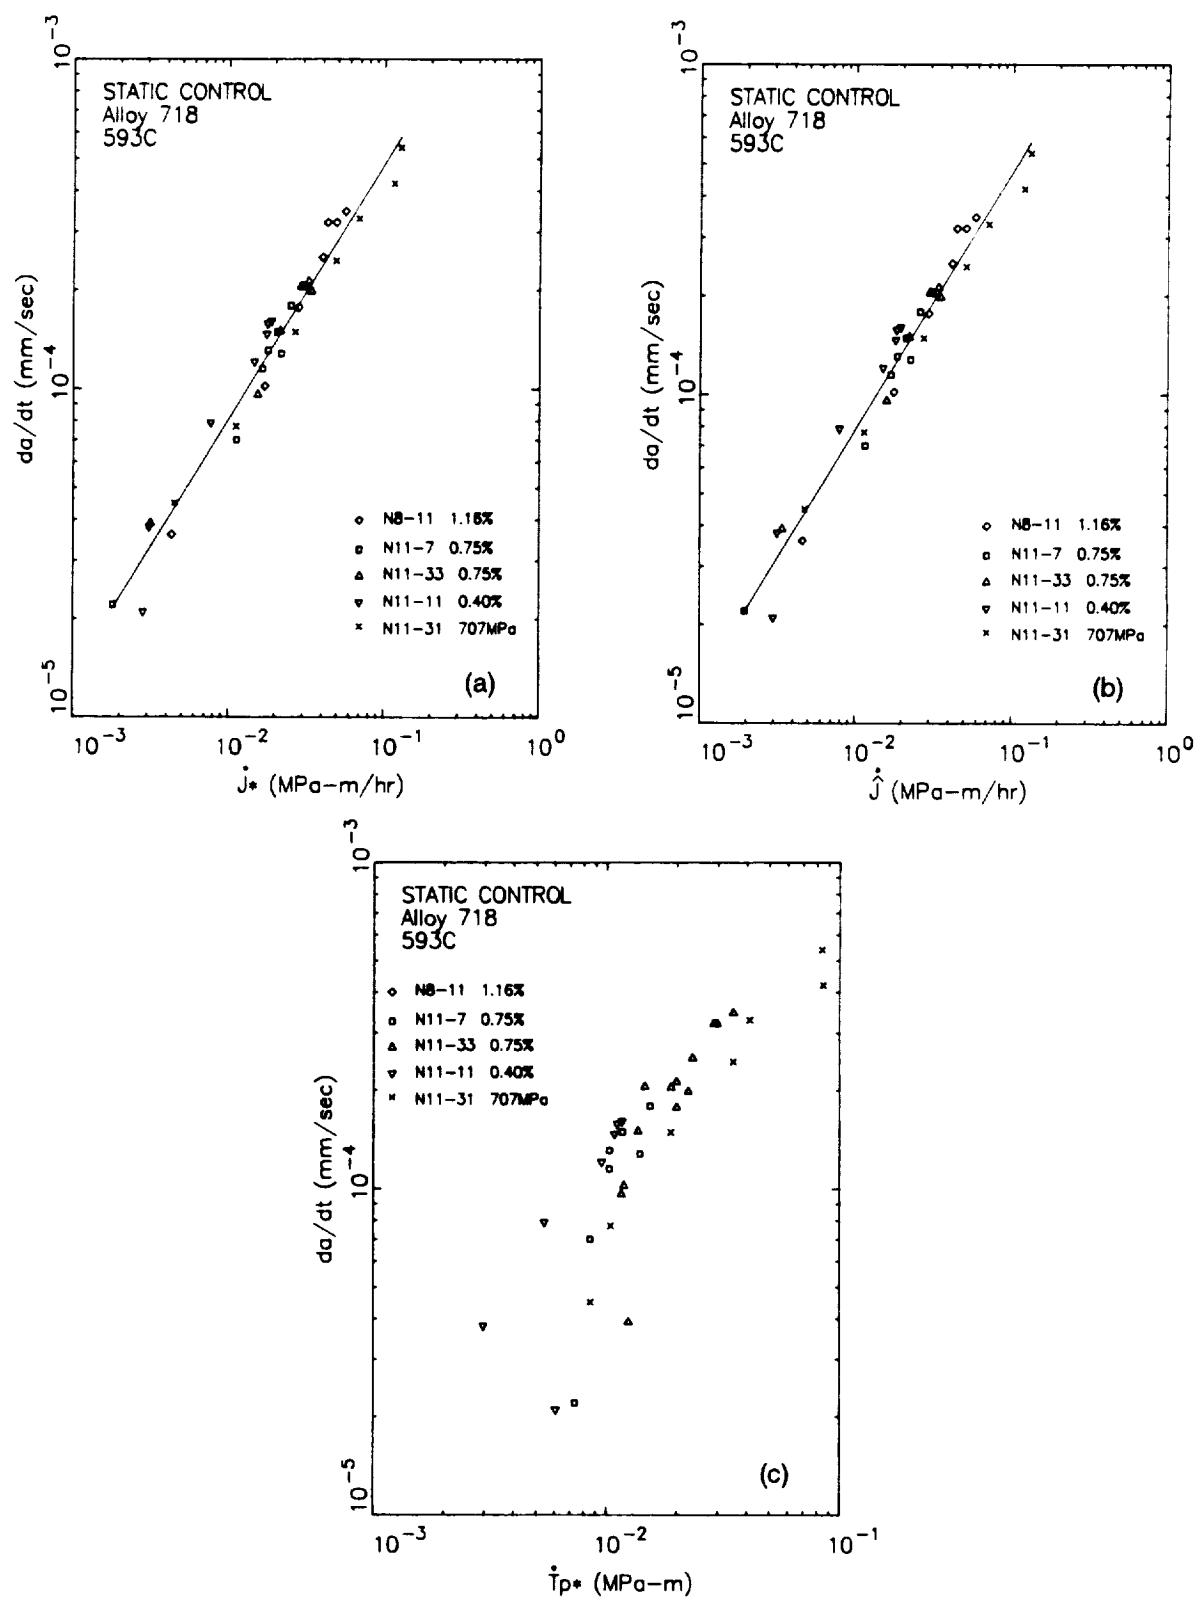 STATIC CONTROL
Alloy 718
593C
N8-11 1.16%
N11-7 0.75%
N11-33 0.75%
N11-11 0.40%
N11-31 707MPa
(a)
10⁻³
10⁻⁴
10⁻⁵
da/dt (mm/sec)
10⁻³ 10⁻² 10⁻¹ 10⁰
J̇* (MPa-m/hr)
STATIC CONTROL
Alloy 718
593C
N8-11 1.16%
N11-7 0.75%
N11-33 0.75%
N11-11 0.40%
N11-31 707MPa
(b)
10⁻³
10⁻⁴
10⁻⁵
da/dt (mm/sec)
10⁻³ 10⁻² 10⁻¹ 10⁰
Ĵ̇ (MPa-m/hr)
STATIC CONTROL
Alloy 718
593C
N8-11 1.16%
N11-7 0.75%
N11-33 0.75%
N11-11 0.40%
N11-31 707MPa
(c)
10⁻³
10⁻⁴
10⁻⁵
da/dt (mm/sec)
10⁻³ 10⁻² 10⁻¹
Ṫp* (MPa-m)